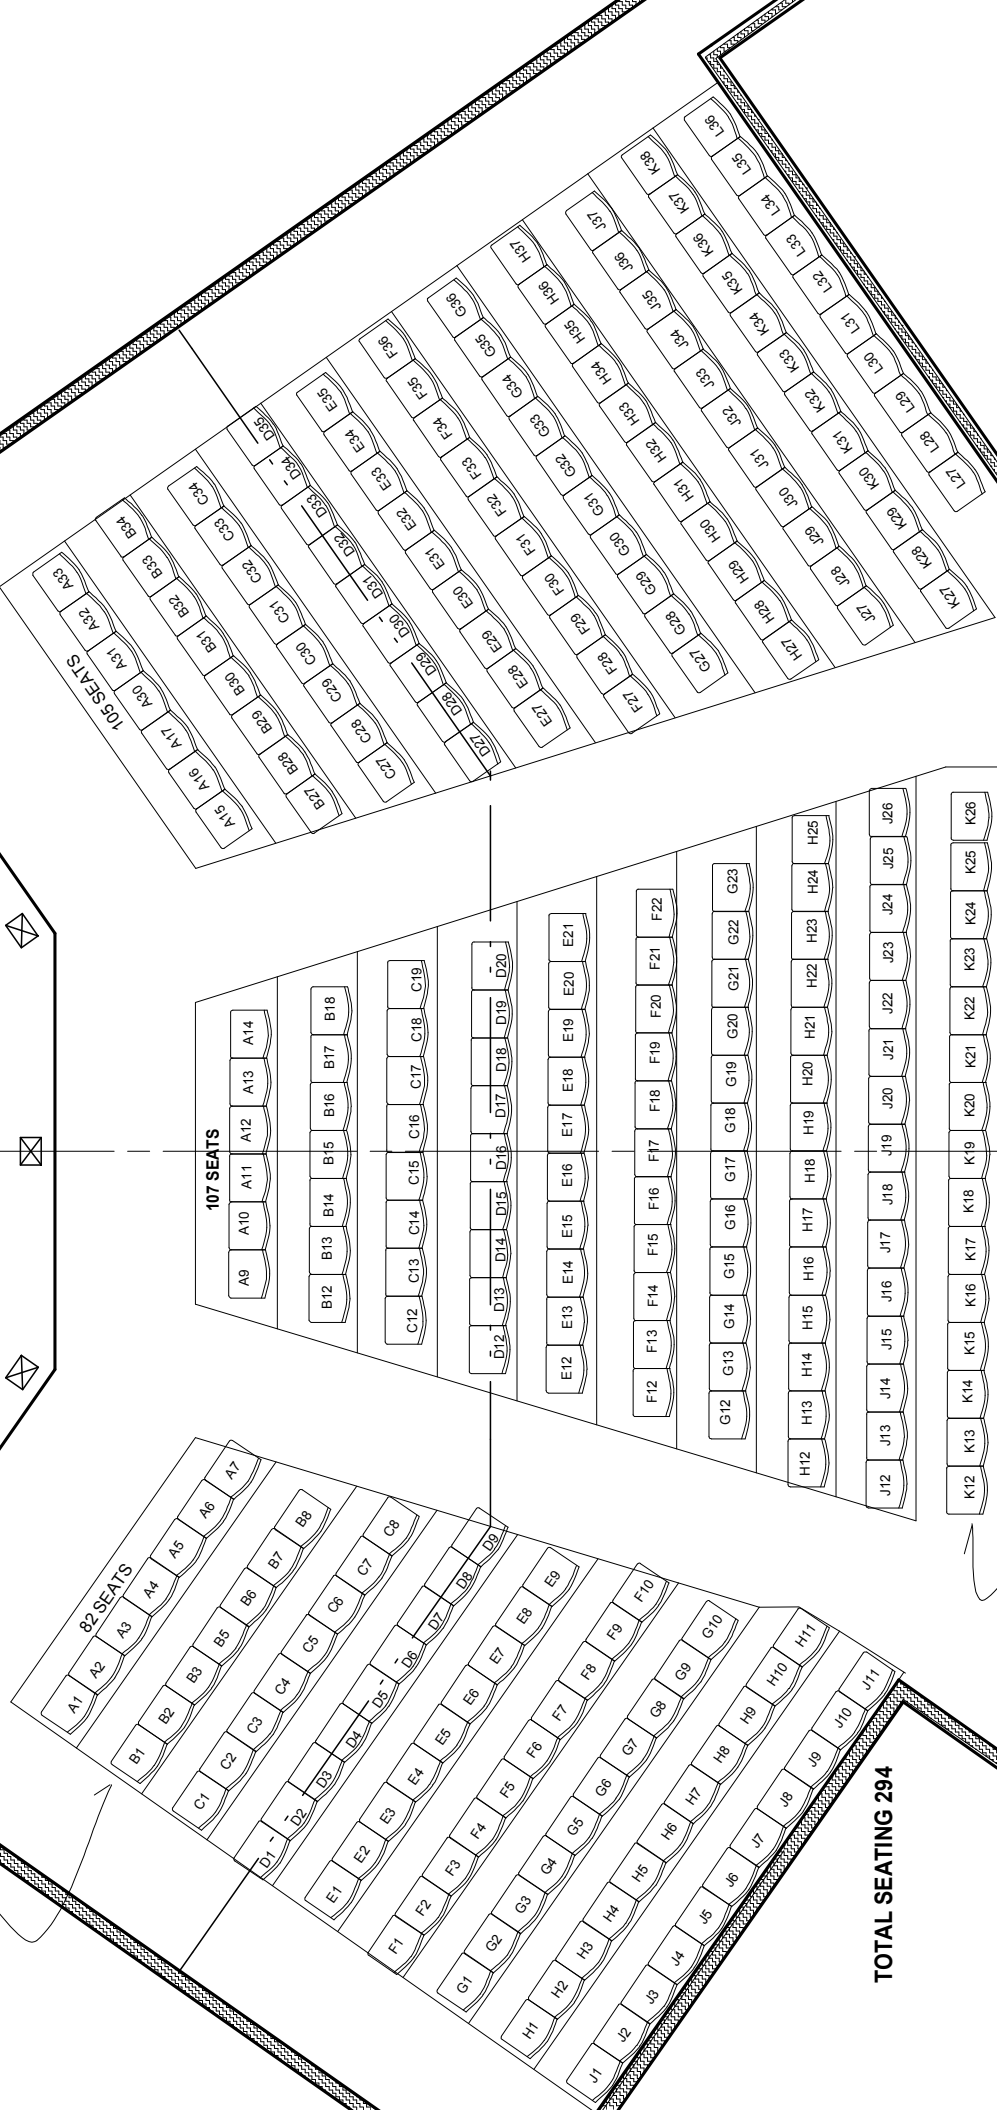 82 SEATS
A1 A2 A3 A4 A5 A6 A7
B1 B2 B3 B5 B6 B7 B8
C1 C2 C3 C4 C5 C6 C7 C8
D1 D2 D3 D4 D5 D6 D7 D8 D9
E1 E2 E3 E4 E5 E6 E7 E8 E9
F1 F2 F3 F4 F5 F6 F7 F8 F9 F10
G1 G2 G3 G4 G5 G6 G7 G8 G9 G10
H1 H2 H3 H4 H5 H6 H7 H8 H9 H10 H11
J1 J2 J3 J4 J5 J6 J7 J8 J9 J10 J11
107 SEATS
A9 A10 A11 A12 A13 A14
B12 B13 B14 B15 B16 B17 B18
C12 C13 C14 C15 C16 C17 C18 C19
D12 D13 D14 D15 D16 D17 D18 D19 D20
E12 E13 E14 E15 E16 E17 E18 E19 E20 E21
F12 F13 F14 F15 F16 F17 F18 F19 F20 F21 F22
G12 G13 G14 G15 G16 G17 G18 G19 G20 G21 G22 G23
H12 H13 H14 H15 H16 H17 H18 H19 H20 H21 H22 H23 H24 H25
J12 J13 J14 J15 J16 J17 J18 J19 J20 J21 J22 J23 J24 J25 J26
K12 K13 K14 K15 K16 K17 K18 K19 K20 K21 K22 K23 K24 K25 K26
105 SEATS
A15 A16 A17 A30 A31 A32 A33
B27 B28 B29 B30 B31 B32 B33 B34
C27 C28 C29 C30 C31 C32 C33 C34
D27 D28 D29 D30 D31 D32 D33 D34 D35
E27 E28 E29 E30 E31 E32 E33 E34 E35
F27 F28 F29 F30 F31 F32 F33 F34 F35 F36
G27 G28 G29 G30 G31 G32 G33 G34 G35 G36
H27 H28 H29 H30 H31 H32 H33 H34 H35 H36 H37
J27 J28 J29 J30 J31 J32 J33 J34 J35 J36 J37
K27 K28 K29 K30 K31 K32 K33 K34 K35 K36 K37 K38
L27 L28 L29 L30 L31 L32 L33 L34 L35 L36
TOTAL SEATING 294